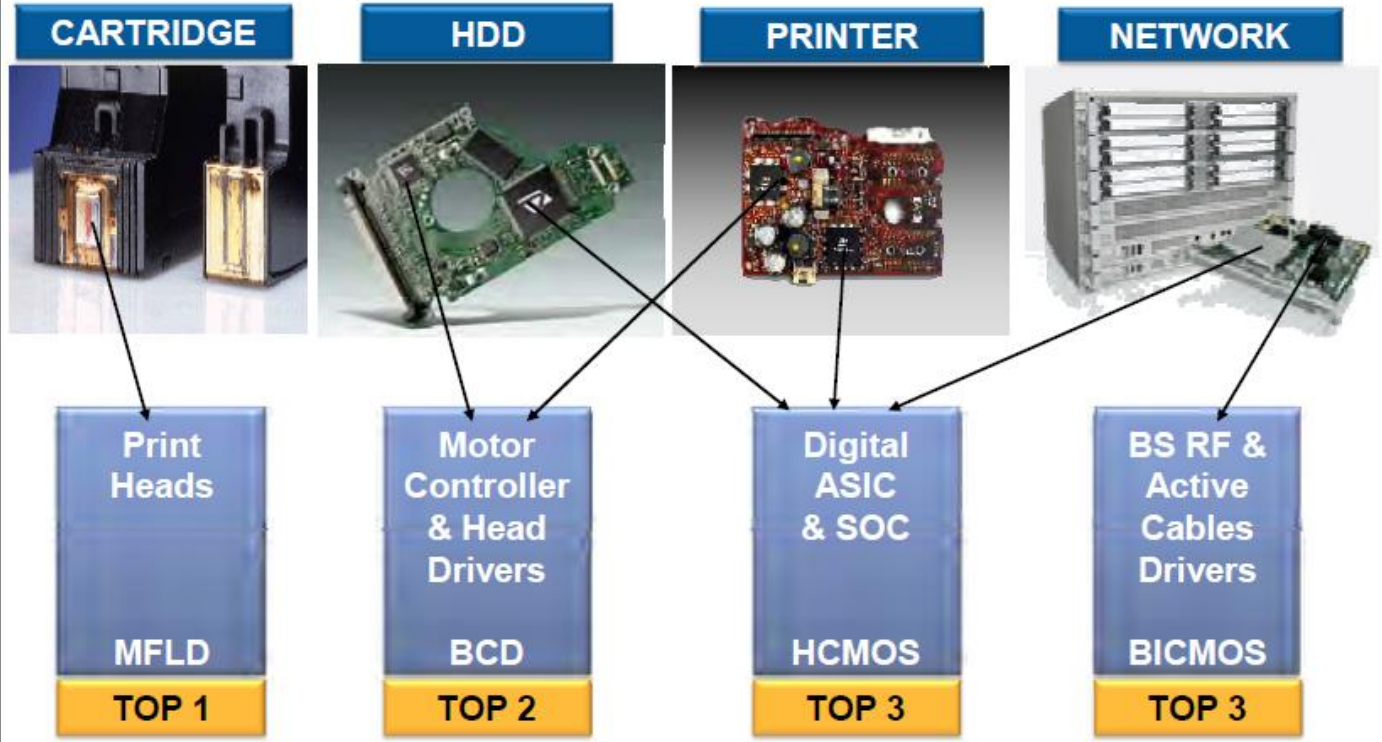 CARTRIDGE
HDD
PRINTER
NETWORK
Print
Heads
MFLD
TOP 1
Motor
Controller
& Head
Drivers
BCD
TOP 2
Digital
ASIC
& SOC
HCMOS
TOP 3
BS RF &
Active
Cables
Drivers
BICMOS
TOP 3